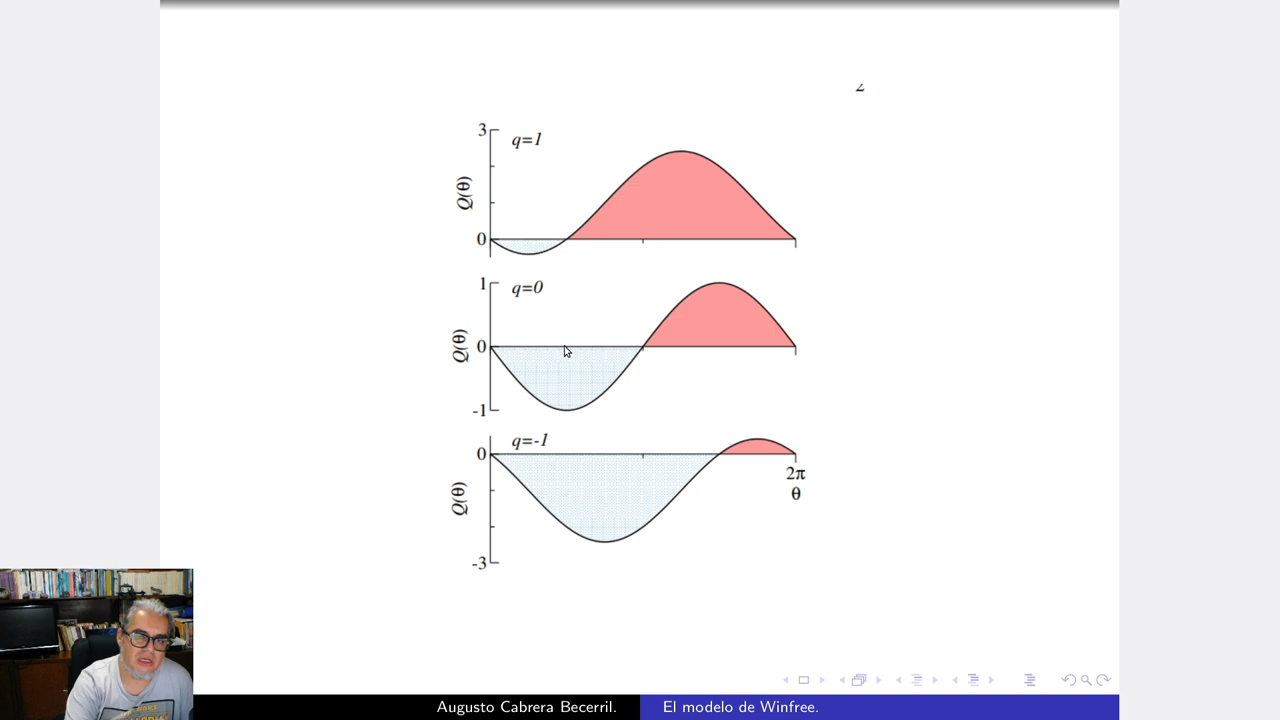 3
q=1
Q(θ)
0
1
q=0
Q(θ)
0
-1
q=-1
0
Q(θ)
2π
θ
-3
Augusto Cabrera Becerril.
El modelo de Winfree.